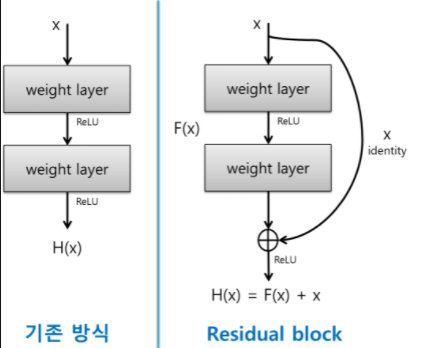 x
weight layer
ReLU
weight layer
ReLU
H(x)
기존 방식
x
weight layer
F(x)
ReLU
x
identity
weight layer
ReLU
H(x) = F(x) + x
Residual block